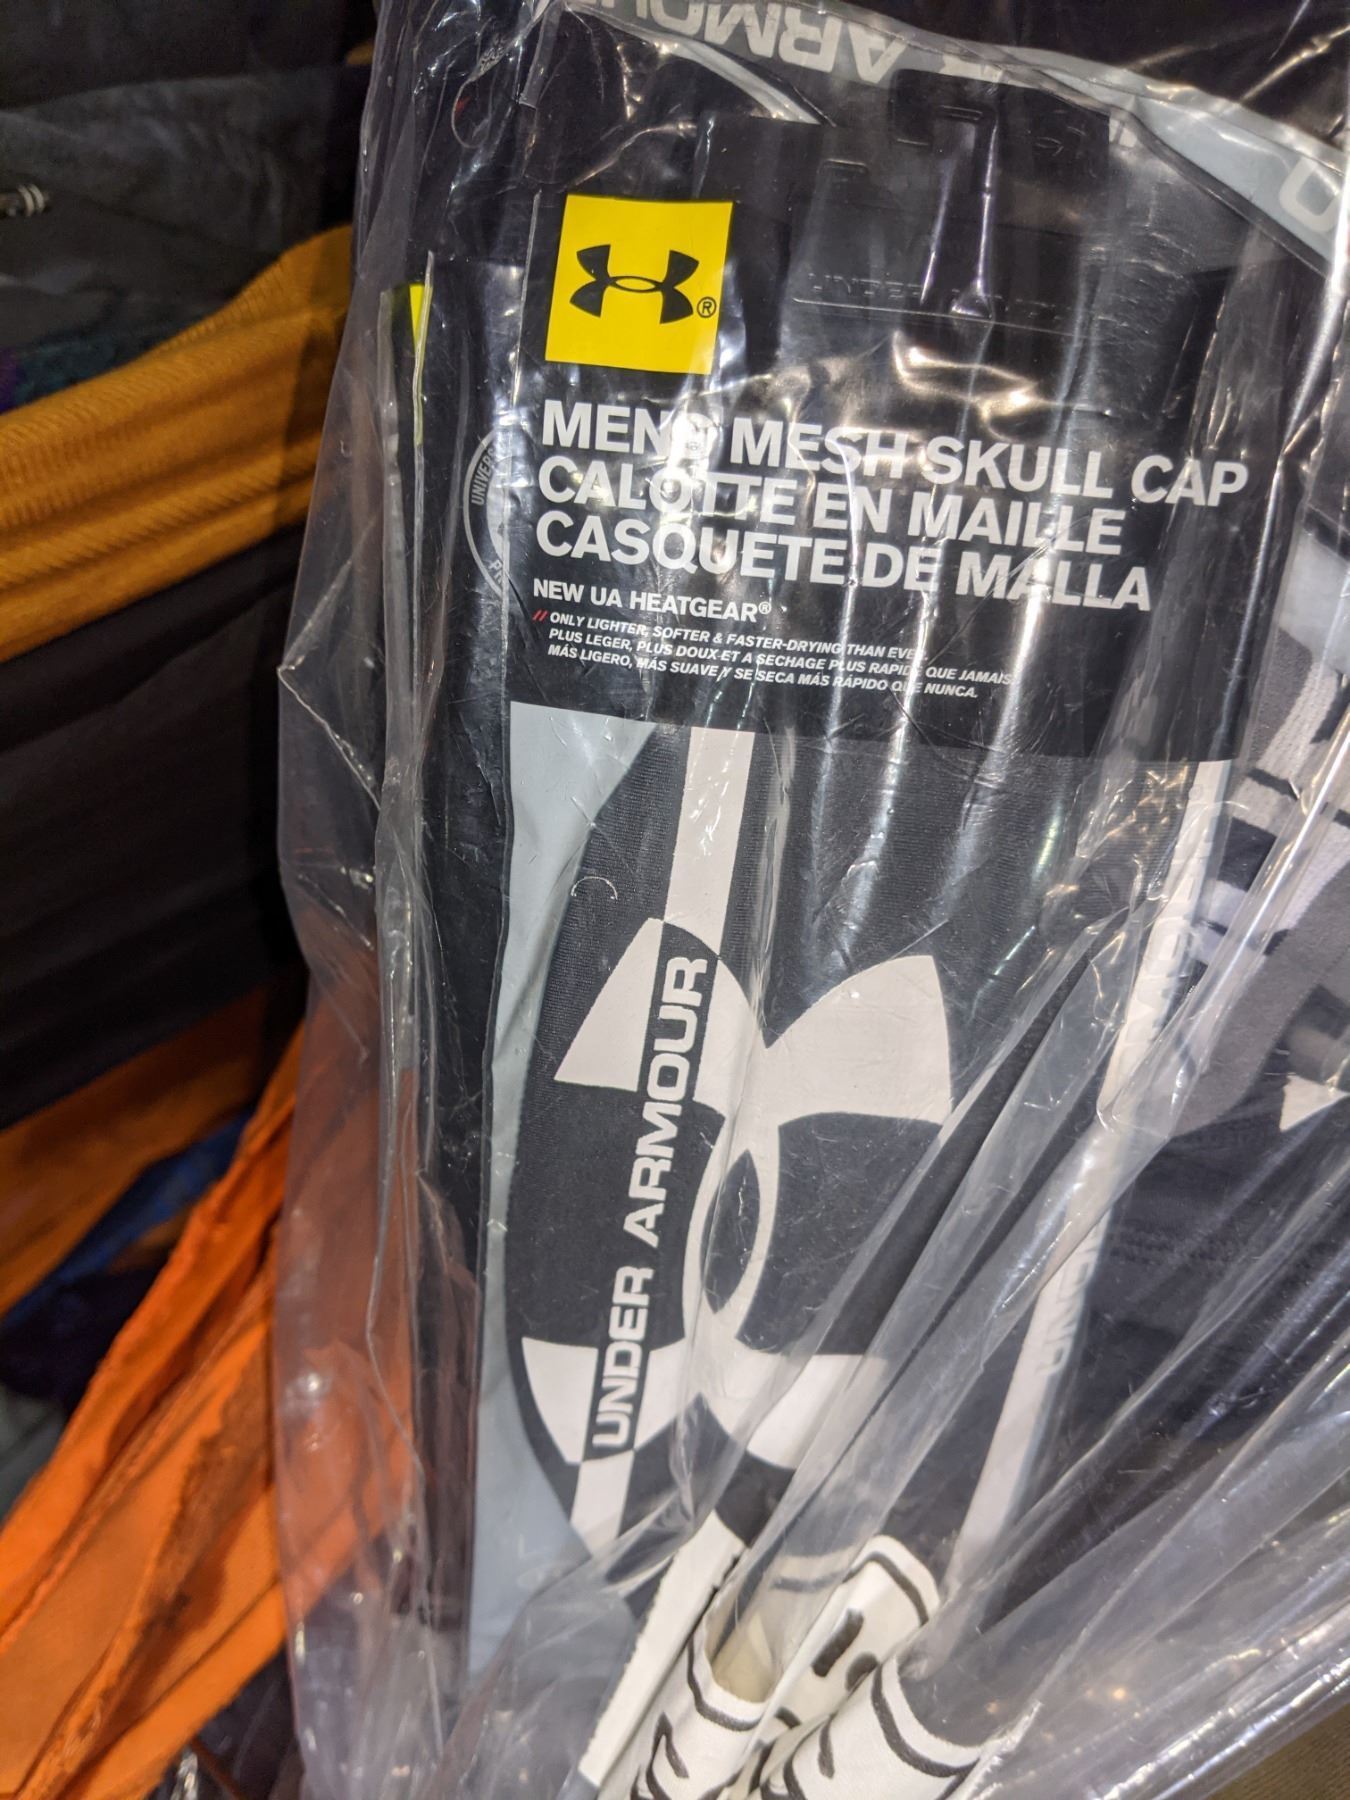 ARMOUR
®
MEN'S MESH SKULL CAP
CALOTTE EN MAILLE
CASQUETE DE MALLA
NEW UA HEATGEAR®
// ONLY LIGHTER, SOFTER & FASTER-DRYING THAN EVER.
PLUS LEGER, PLUS DOUX ET A SECHAGE PLUS RAPIDE QUE JAMAIS.
MÁS LIGERO, MÁS SUAVE Y SE SECA MÁS RÁPIDO QUE NUNCA.
UNDER ARMOUR